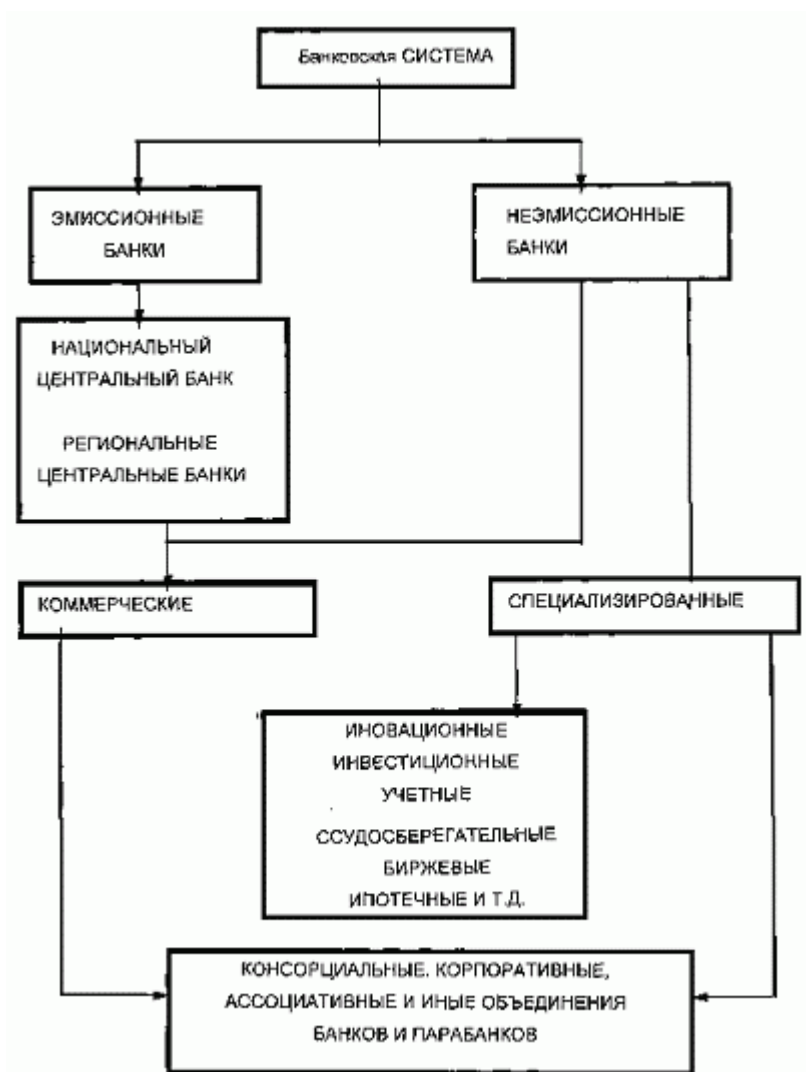 Банковская СИСТЕМА
ЭМИССИОННЫЕ
БАНКИ
НЕЭМИССИОННЫЕ
БАНКИ
НАЦИОНАЛЬНЫЙ
ЦЕНТРАЛЬНЫЙ БАНК
РЕГИОНАЛЬНЫЕ
ЦЕНТРАЛЬНЫЕ БАНКИ
КОММЕРЧЕСКИЕ
СПЕЦИАЛИЗИРОВАННЫЕ
ИНОВАЦИОННЫЕ
ИНВЕСТИЦИОННЫЕ
УЧЕТНЫЕ
ССУДОСБЕРЕГАТЕЛЬНЫЕ
БИРЖЕВЫЕ
ИПОТЕЧНЫЕ И Т.Д.
КОНСОРЦИАЛЬНЫЕ. КОРПОРАТИВНЫЕ,
АССОЦИАТИВНЫЕ И ИНЫЕ ОБЪЕДИНЕНИЯ
БАНКОВ И ПАРАБАНКОВ